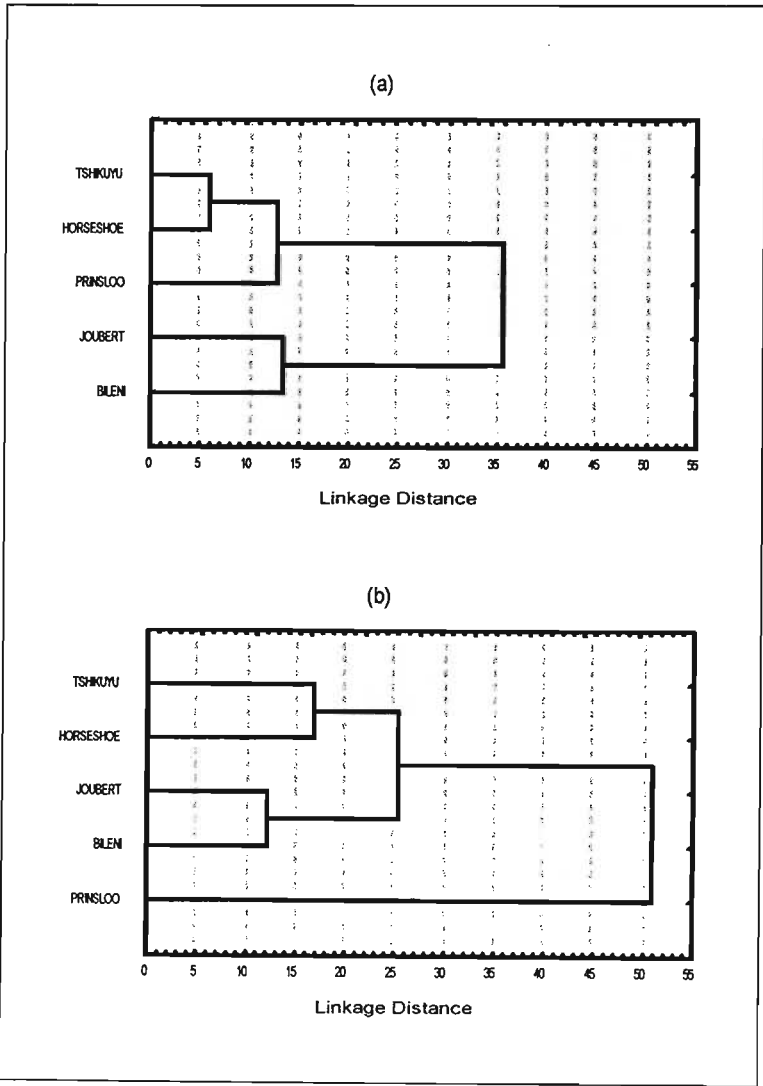 (a)
TSHIKUYU
HORSESHOE
PRINSLOO
JOUBERT
BILENI
0 5 10 15 20 25 30 35 40 45 50 55
Linkage Distance
(b)
TSHIKUYU
HORSESHOE
JOUBERT
BILENI
PRINSLOO
0 5 10 15 20 25 30 35 40 45 50 55
Linkage Distance